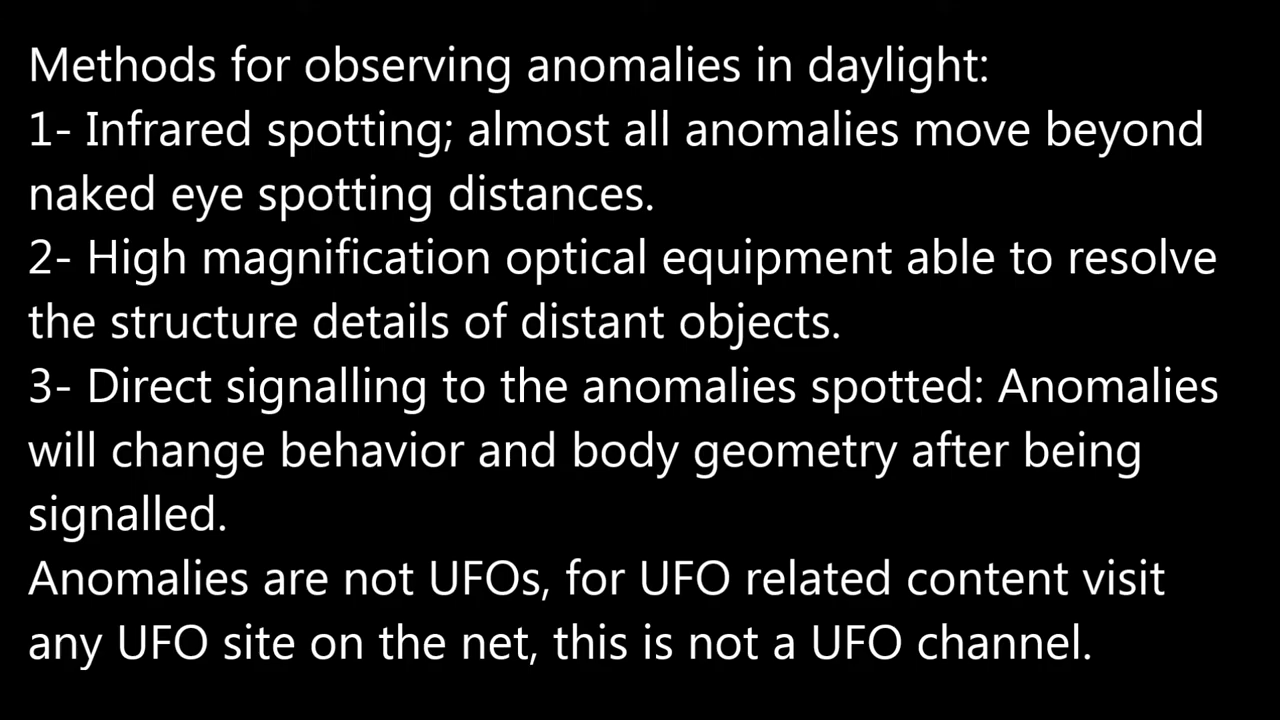 Methods for observing anomalies in daylight:
1- Infrared spotting; almost all anomalies move beyond
naked eye spotting distances.
2- High magnification optical equipment able to resolve
the structure details of distant objects.
3- Direct signalling to the anomalies spotted: Anomalies
will change behavior and body geometry after being
signalled.
Anomalies are not UFOs, for UFO related content visit
any UFO site on the net, this is not a UFO channel.